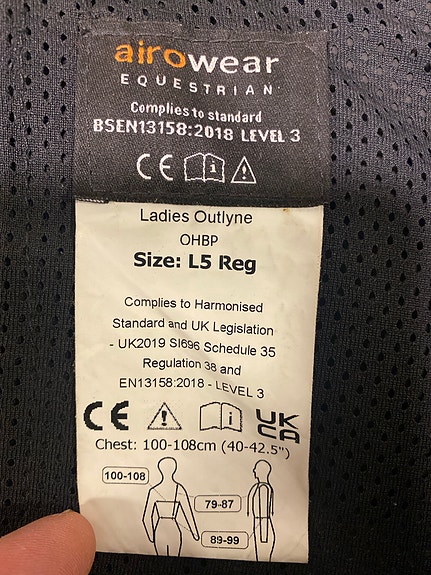 airowear
EQUESTRIAN
Complies to standard
BSEN13158:2018 LEVEL 3
CE i
Ladies Outlyne
OHBP
Size: L5 Reg
Complies to Harmonised
Standard and UK Legislation
- UK2019 SI696 Schedule 35
Regulation 38 and
EN13158:2018 - LEVEL 3
CE i UK CA
Chest: 100-108cm (40-42.5")
100-108
79-87
89-99